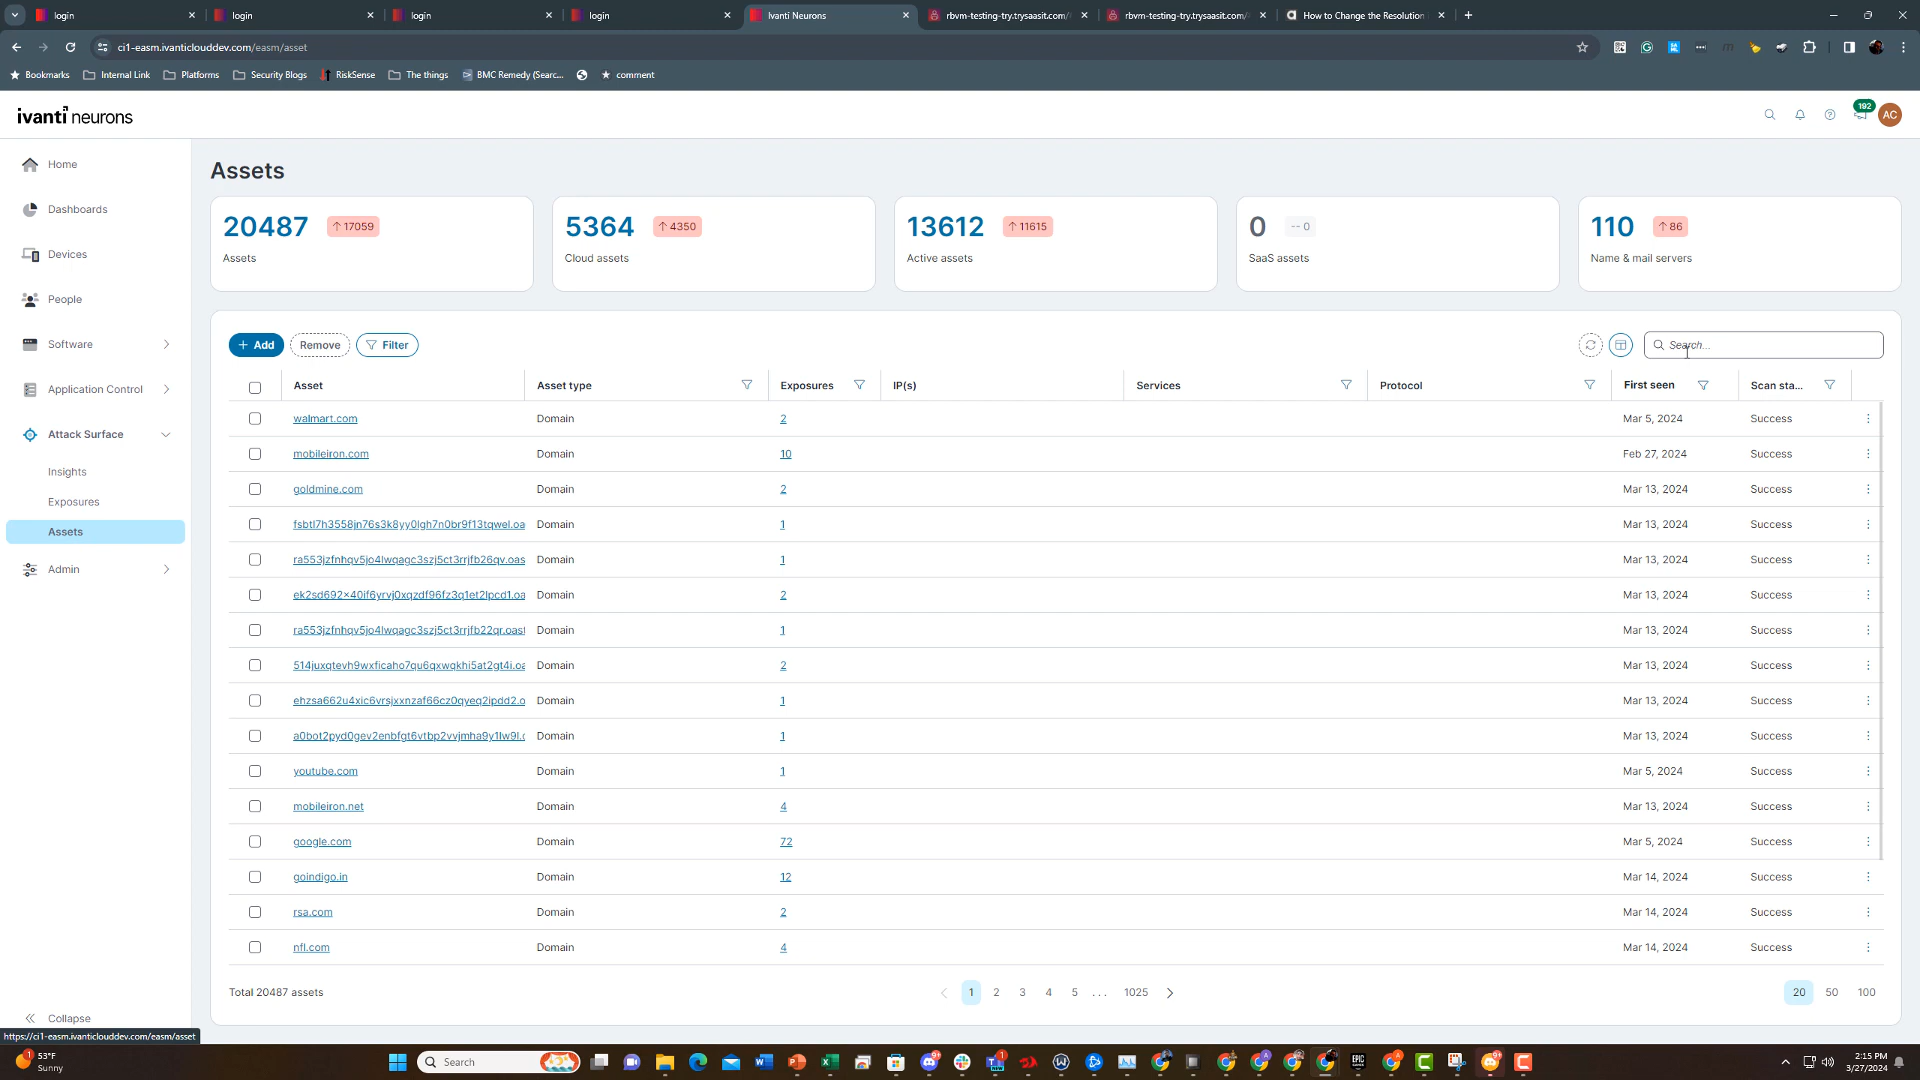 login
login
login
login
Ivanti Neurons
rbvm-testing-try.trysaasit.com/
rbvm-testing-try.trysaasit.com/
How to Change the Resolution
ci1-easm.ivanticlouddev.com/easm/asset
Bookmarks
Internal Link
Platforms
Security Blogs
RiskSense
The things
BMC Remedy (Searc...
comment
ivanti neurons
192
AC
Home
Dashboards
Devices
People
Software
Application Control
Attack Surface
Insights
Exposures
Assets
Admin
Collapse
Assets
20487 ↑ 17059
Assets
5364 ↑ 4350
Cloud assets
13612 ↑ 11615
Active assets
0 -- 0
SaaS assets
110 ↑ 86
Name & mail servers
+ Add Remove Filter Search...
Asset Asset type Exposures IP(s) Services Protocol First seen Scan sta...
walmart.com Domain 2 Mar 5, 2024 Success
mobileiron.com Domain 10 Feb 27, 2024 Success
goldmine.com Domain 2 Mar 13, 2024 Success
fsbtl7h3558jn76s3k8yy0lgh7n0br9f13tqwel.oa Domain 1 Mar 13, 2024 Success
ra553jzfnhqv5jo4lwqagc3szj5ct3rrjfb26qv.oas Domain 1 Mar 13, 2024 Success
ek2sd692x40if6yrvj0xqzdf96fz3q1et2lpcd1.oa Domain 2 Mar 13, 2024 Success
ra553jzfnhqv5jo4lwqagc3szj5ct3rrjfb22qr.oast Domain 1 Mar 13, 2024 Success
514juxqtevh9wxficaho7qu6qxwqkhi5at2gt4i.oa Domain 2 Mar 13, 2024 Success
ehzsa662u4xic6vrsjxxnzaf66cz0qyeq2ipdd2.o Domain 1 Mar 13, 2024 Success
a0bot2pyd0gev2enbfgt6vtbp2vvjmha9y1lw9l.c Domain 1 Mar 13, 2024 Success
youtube.com Domain 1 Mar 5, 2024 Success
mobileiron.net Domain 4 Mar 13, 2024 Success
google.com Domain 72 Mar 5, 2024 Success
goindigo.in Domain 12 Mar 14, 2024 Success
rsa.com Domain 2 Mar 14, 2024 Success
nfl.com Domain 4 Mar 14, 2024 Success
Total 20487 assets 1 2 3 4 5 . . . 1025 20 50 100
https://ci1-easm.ivanticlouddev.com/easm/asset
53°F
Sunny
Search
2:15 PM
3/27/2024